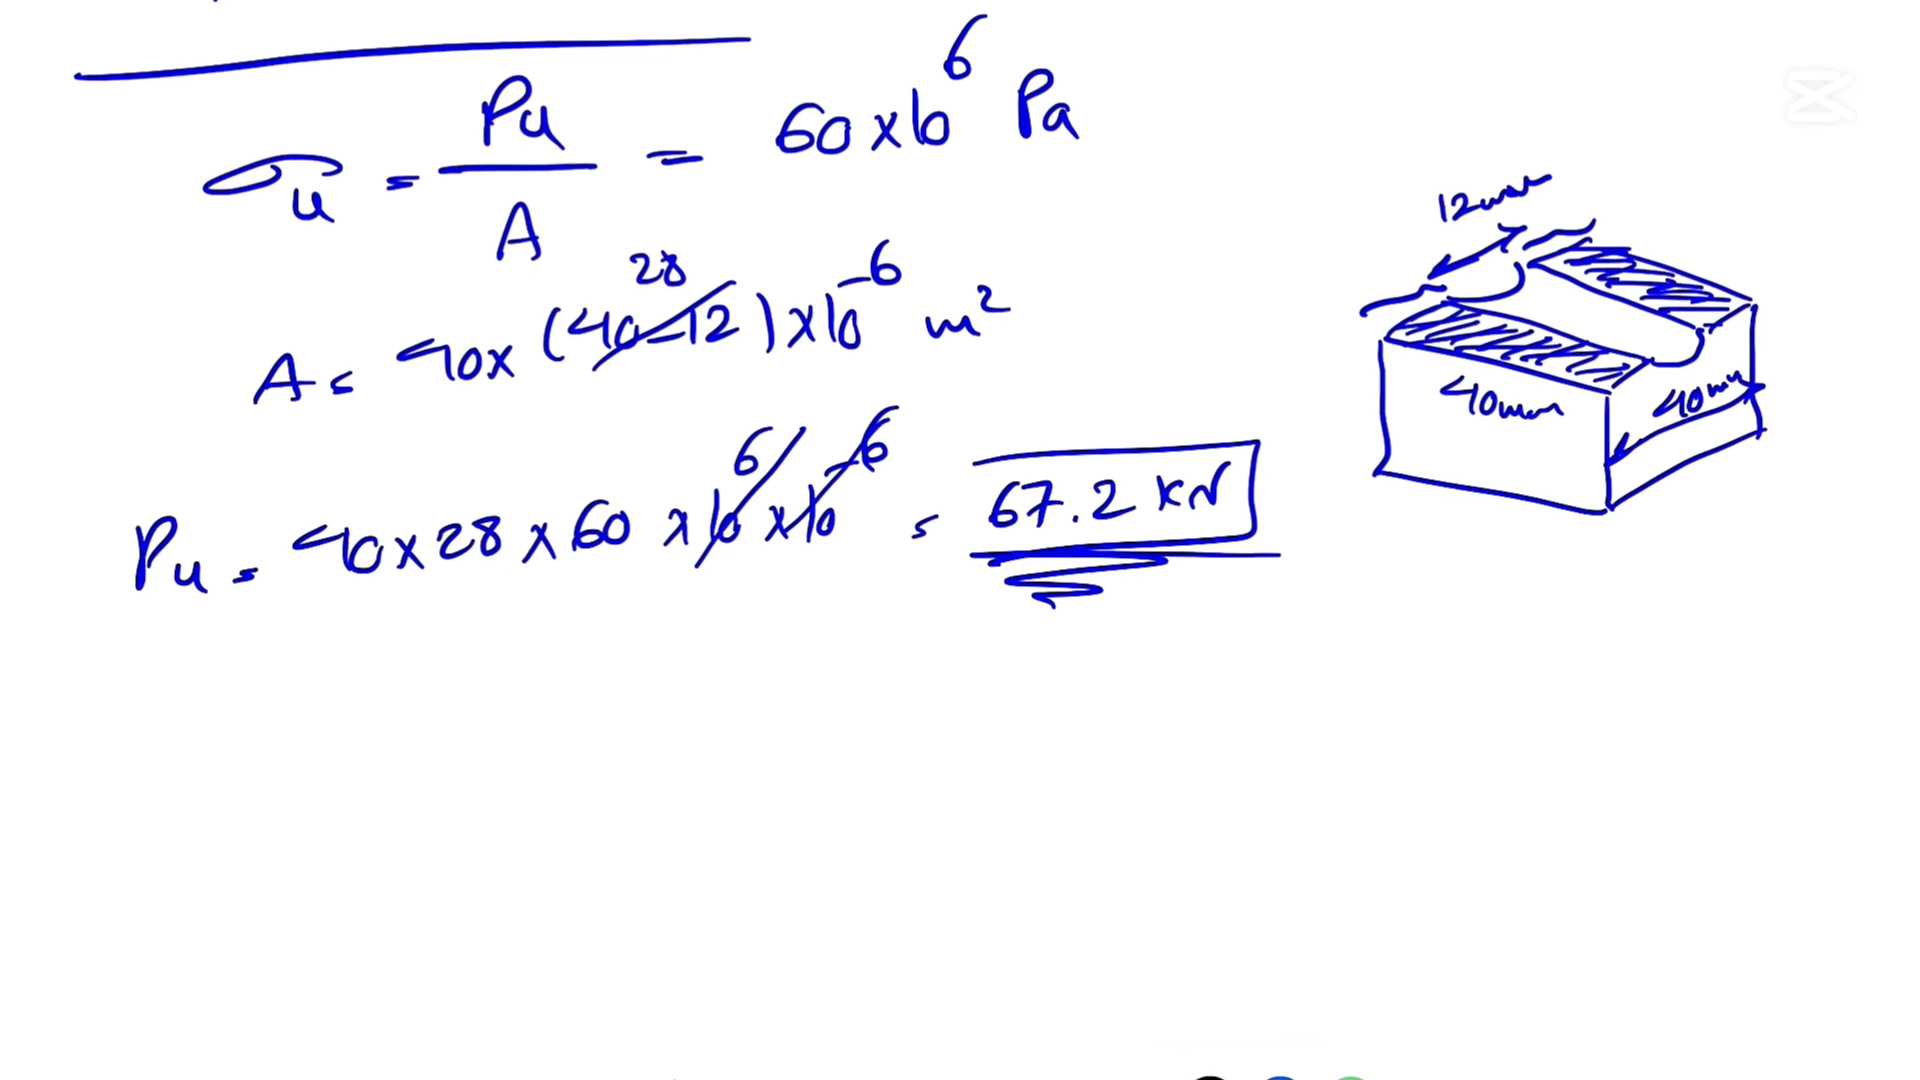 σu = Pu / A = 60 x 10^6 Pa
28
A = 40 x (40-12) x 10^-6 m²
Pu = 40 x 28 x 60 x 10^6 x 10^-6 = 67.2 KN
12mm
40mm
40mm